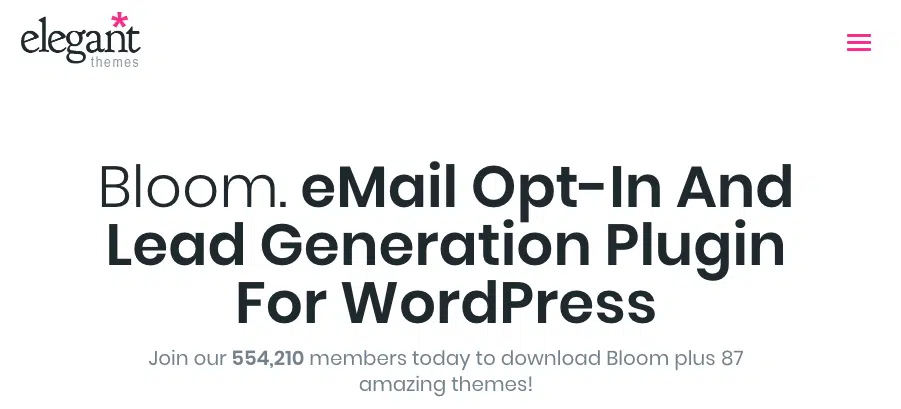 elegant
themes
Bloom. eMail Opt-In And
Lead Generation Plugin
For WordPress
Join our 554,210 members today to download Bloom plus 87
amazing themes!